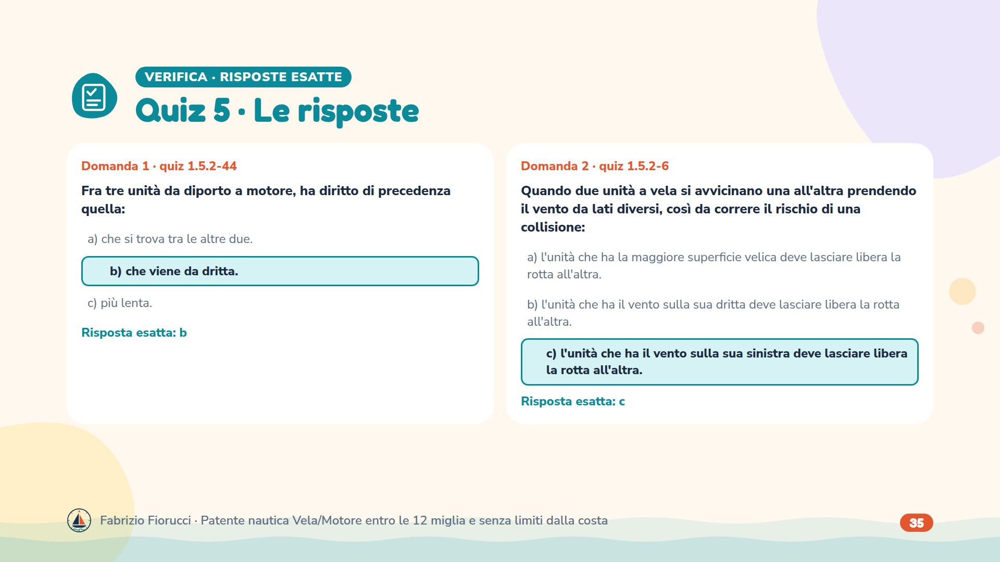 VERIFICA · RISPOSTE ESATTE
Quiz 5 · Le risposte
Domanda 1 · quiz 1.5.2-44
Fra tre unità da diporto a motore, ha diritto di precedenza
quella:
a) che si trova tra le altre due.
b) che viene da dritta.
c) più lenta.
Risposta esatta: b
Domanda 2 · quiz 1.5.2-6
Quando due unità a vela si avvicinano una all'altra prendendo
il vento da lati diversi, così da correre il rischio di una
collisione:
a) l'unità che ha la maggiore superficie velica deve lasciare libera la
rotta all'altra.
b) l'unità che ha il vento sulla sua dritta deve lasciare libera la rotta
all'altra.
c) l'unità che ha il vento sulla sua sinistra deve lasciare libera
la rotta all'altra.
Risposta esatta: c
Fabrizio Fiorucci · Patente nautica Vela/Motore entro le 12 miglia e senza limiti dalla costa
35